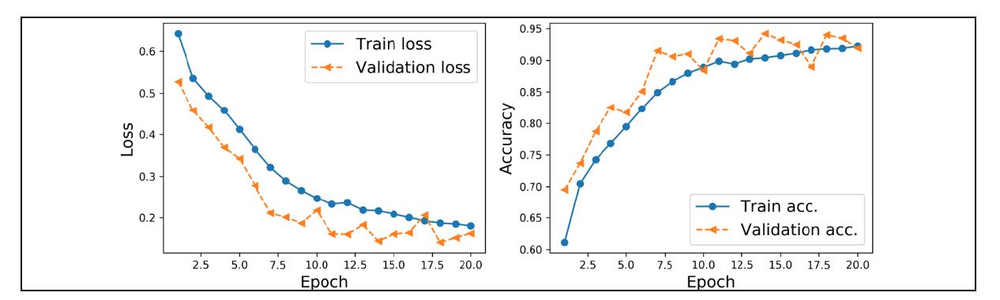 Train loss
Validation loss
0.6
0.5
0.4
0.3
0.2
Loss
2.5 5.0 7.5 10.0 12.5 15.0 17.5 20.0
Epoch
0.95
0.90
0.85
0.80
0.75
0.70
0.65
0.60
Accuracy
Train acc.
Validation acc.
2.5 5.0 7.5 10.0 12.5 15.0 17.5 20.0
Epoch